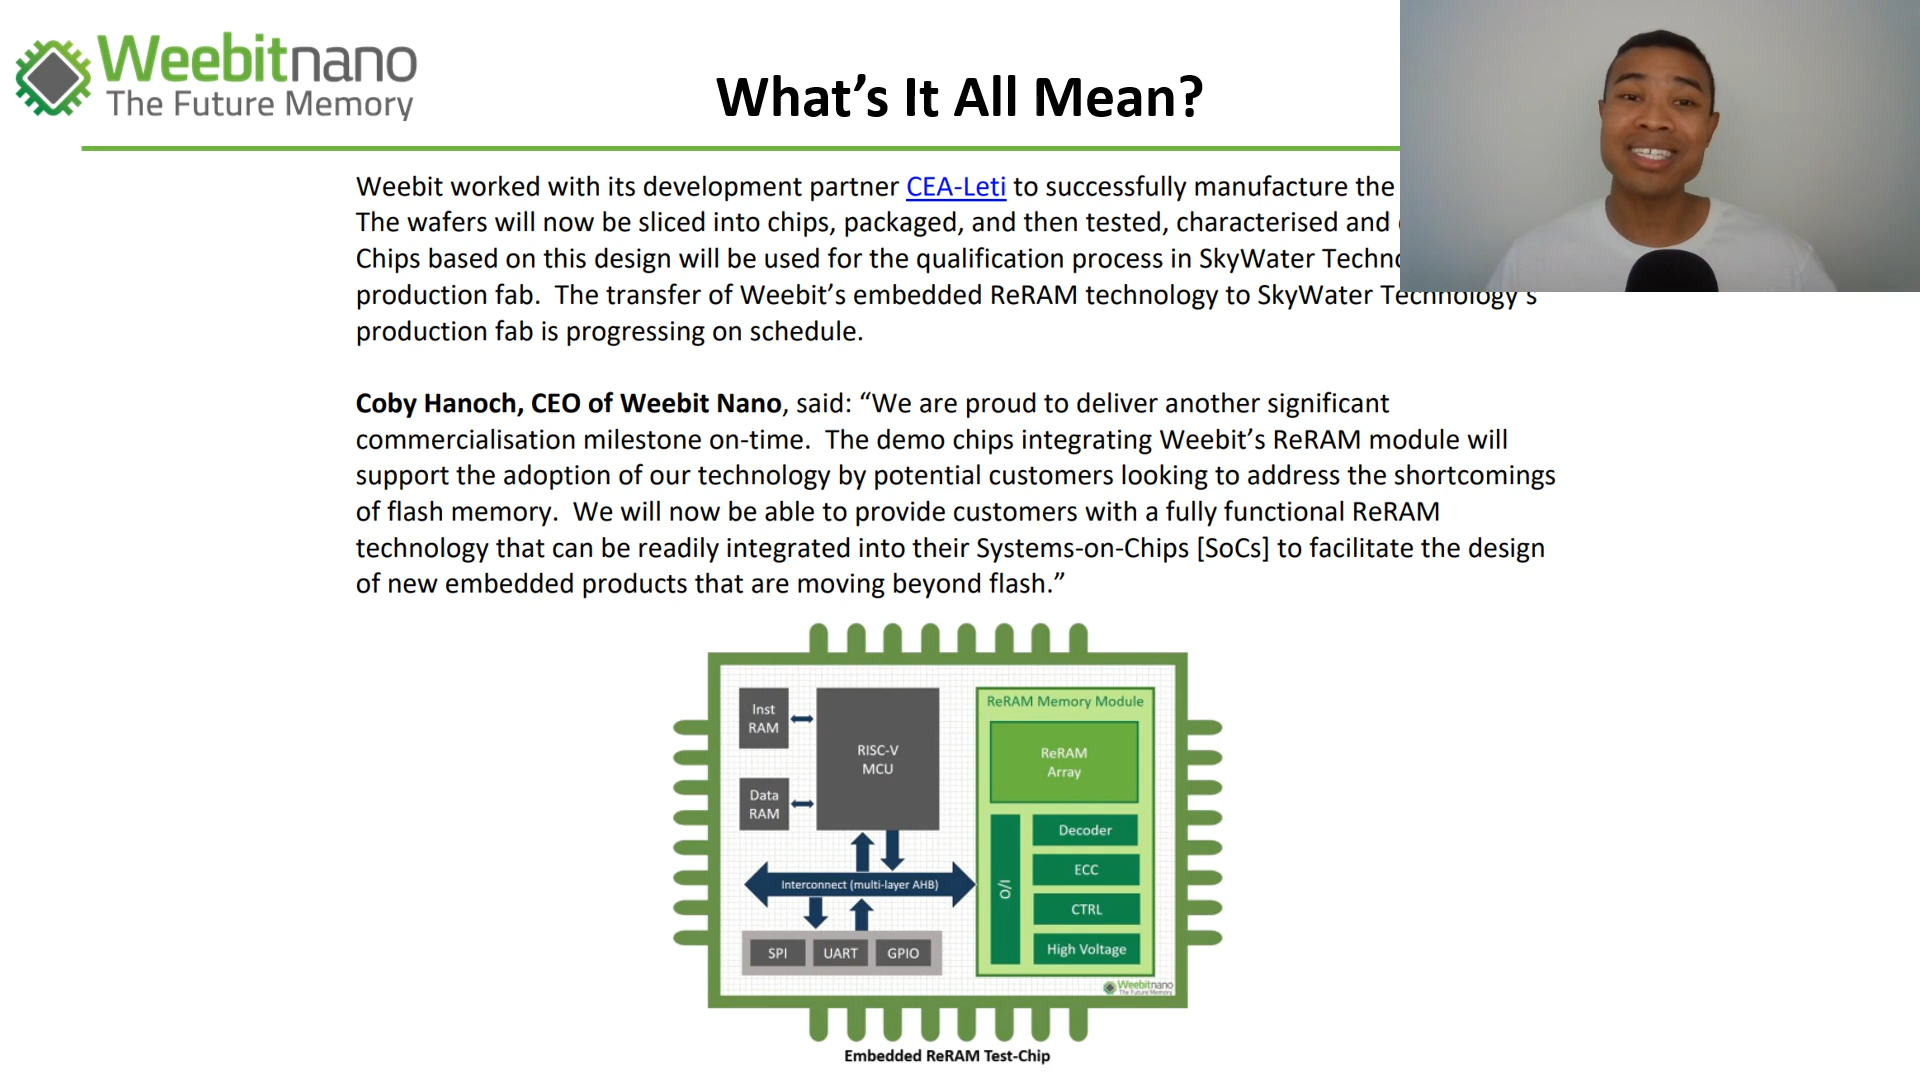 Weebitnano
The Future Memory
What's It All Mean?
Weebit worked with its development partner CEA-Leti to successfully manufacture the
The wafers will now be sliced into chips, packaged, and then tested, characterised and
Chips based on this design will be used for the qualification process in SkyWater
production fab.  The transfer of Weebit's embedded ReRAM technology to SkyWater Technology's
production fab is progressing on schedule.
Coby Hanoch, CEO of Weebit Nano, said: “We are proud to deliver another significant
commercialisation milestone on-time.  The demo chips integrating Weebit's ReRAM module will
support the adoption of our technology by potential customers looking to address the shortcomings
of flash memory.  We will now be able to provide customers with a fully functional ReRAM
technology that can be readily integrated into their Systems-on-Chips [SoCs] to facilitate the design
of new embedded products that are moving beyond flash.”
Inst
RAM
Data
RAM
RISC-V
MCU
Interconnect (multi-layer AHB)
SPI
UART
GPIO
ReRAM Memory Module
ReRAM
Array
I/O
Decoder
ECC
CTRL
High Voltage
Weebitnano
The Future Memory
Embedded ReRAM Test-Chip